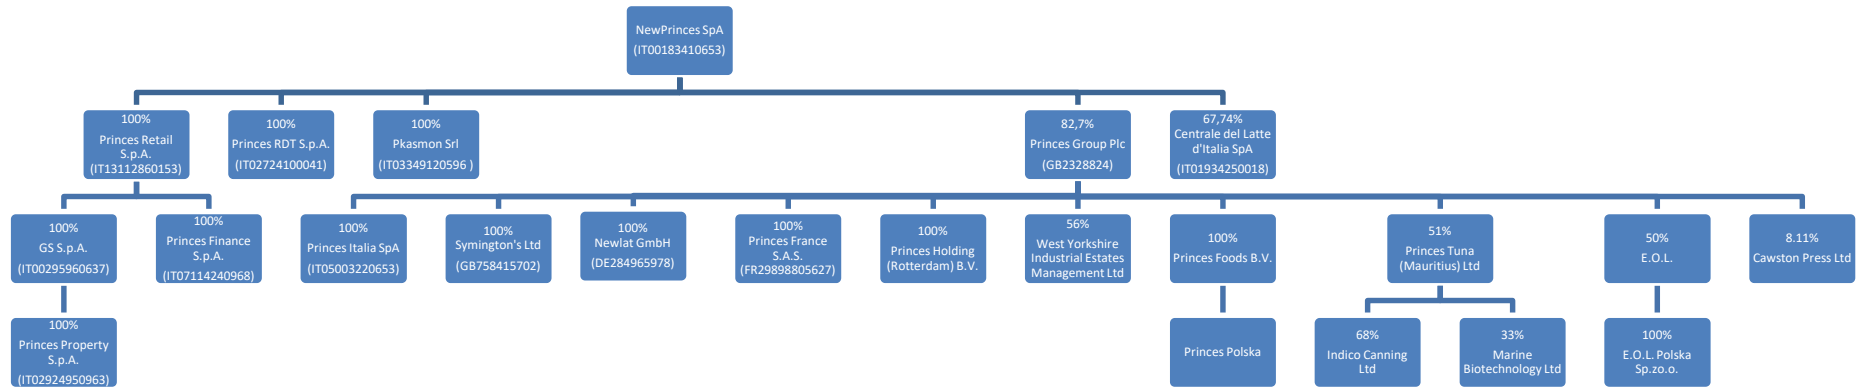 NewPrinces SpA
(IT00183410653)
100%
Princes Retail
S.p.A.
(IT13112860153)
100%
Princes RDT S.p.A.
(IT02724100041)
100%
Pkasmon Srl
(IT03349120596 )
82,7%
Princes Group Plc
(GB2328824)
67,74%
Centrale del Latte
d'Italia SpA
(IT01934250018)
100%
GS S.p.A.
(IT00295960637)
100%
Princes Finance
S.p.A.
(IT07114240968)
100%
Princes Italia SpA
(IT05003220653)
100%
Symington's Ltd
(GB758415702)
100%
Newlat GmbH
(DE284965978)
100%
Princes France
S.A.S.
(FR29898805627)
100%
Princes Holding
(Rotterdam) B.V.
56%
West Yorkshire
Industrial Estates
Management Ltd
100%
Princes Foods B.V.
51%
Princes Tuna
(Mauritius) Ltd
50%
E.O.L.
8.11%
Cawston Press Ltd
100%
Princes Property
S.p.A.
(IT02924950963)
Princes Polska
68%
Indico Canning
Ltd
33%
Marine
Biotechnology Ltd
100%
E.O.L. Polska
Sp.zo.o.